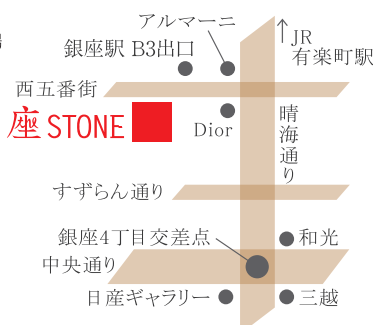 アルマーニ
JR
有楽町駅
銀座駅 B3出口
西五番街
座 STONE
Dior
晴海通り
すずらん通り
銀座4丁目交差点
和光
中央通り
日産ギャラリー
三越